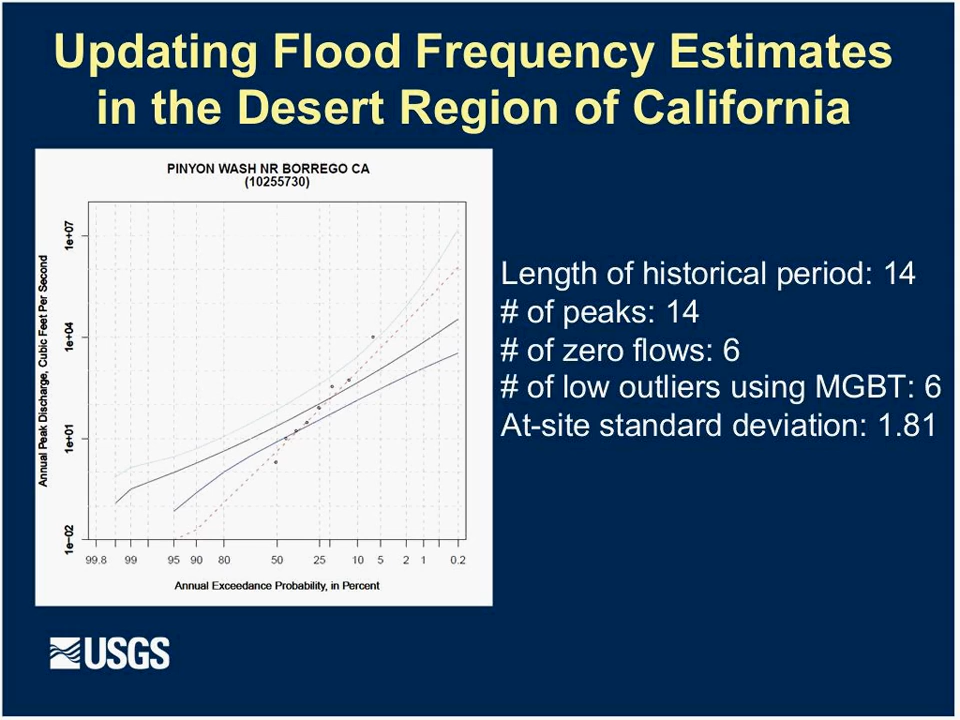 Updating Flood Frequency Estimates
in the Desert Region of California
PINYON WASH NR BORREGO CA
(10255730)
1e+07
1e+04
1e+01
1e−02
Annual Peak Discharge, Cubic Feet Per Second
99.8 99 95 90 80 50 25 10 5 2 1 0.2
Annual Exceedance Probability, in Percent
Length of historical period: 14
# of peaks: 14
# of zero flows: 6
# of low outliers using MGBT: 6
At-site standard deviation: 1.81
USGS